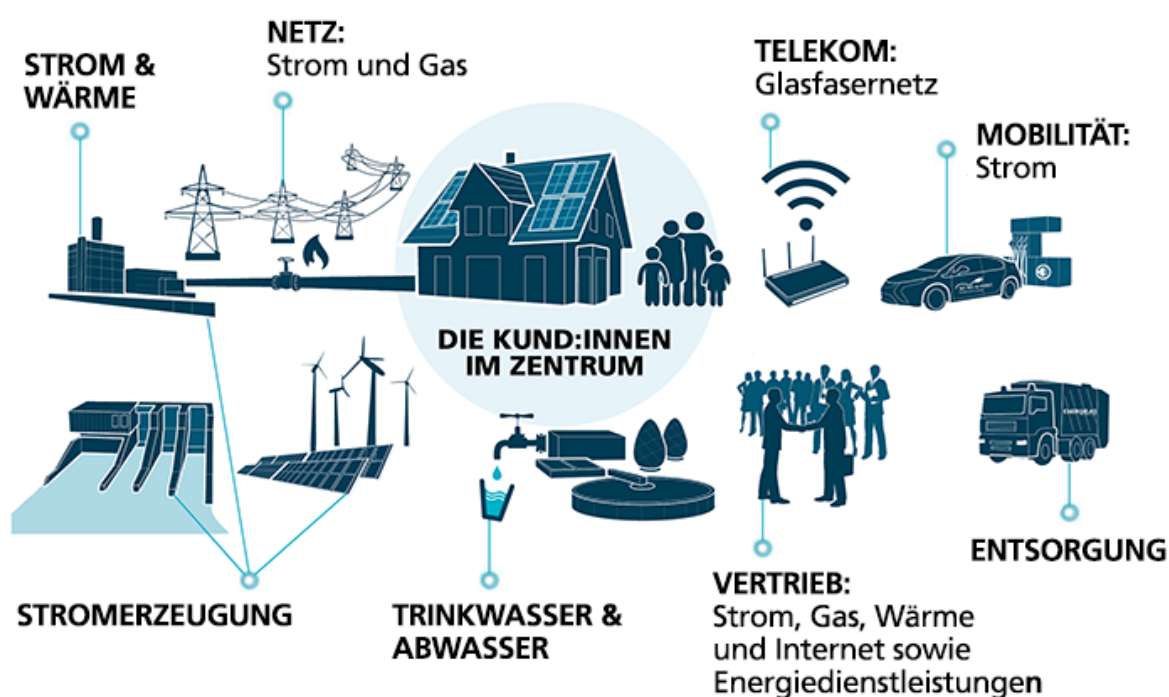 STROM &
WÄRME
NETZ:
Strom und Gas
TELEKOM:
Glasfasernetz
MOBILITÄT:
Strom
DIE KUND:INNEN
IM ZENTRUM
STROMERZEUGUNG
TRINKWASSER &
ABWASSER
VERTRIEB:
Strom, Gas, Wärme
und Internet sowie
Energiedienstleistungen
ENTSORGUNG